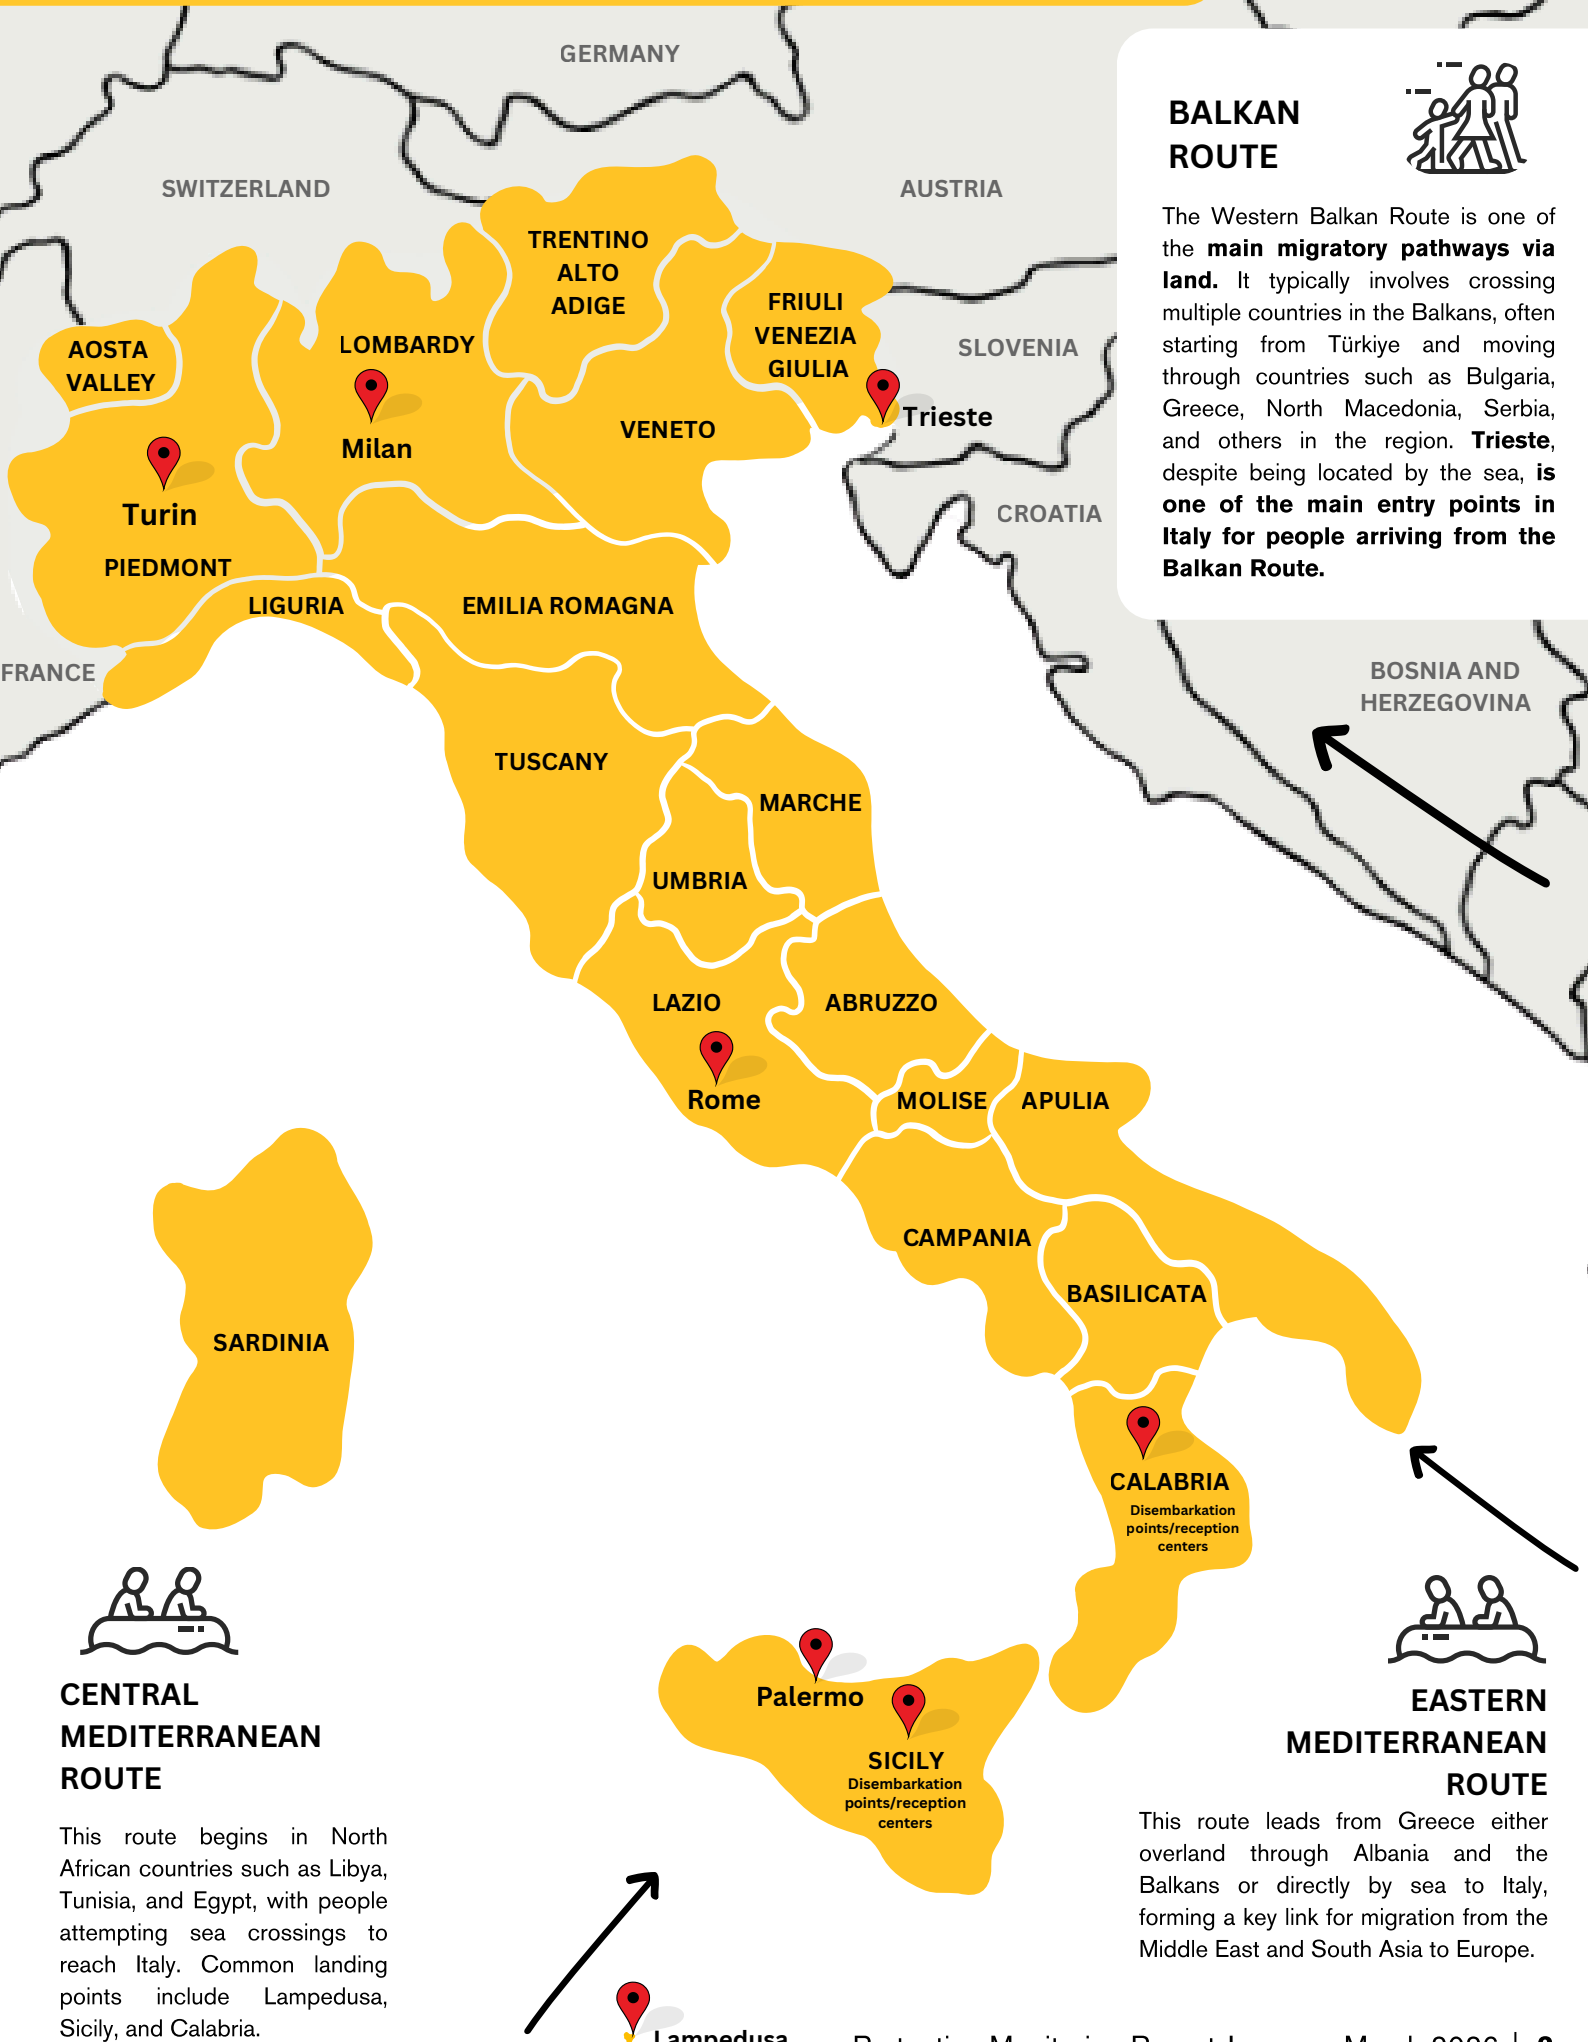 GERMANY
SWITZERLAND
AUSTRIA
BALKAN
ROUTE
The Western Balkan Route is one of
the main migratory pathways via
land. It typically involves crossing
multiple countries in the Balkans, often
starting from Türkiye and moving
through countries such as Bulgaria,
Greece, North Macedonia, Serbia,
and others in the region. Trieste,
despite being located by the sea, is
one of the main entry points in
Italy for people arriving from the
Balkan Route.
TRENTINO
ALTO
ADIGE
FRIULI
VENEZIA
GIULIA
SLOVENIA
AOSTA
VALLEY
LOMBARDY
Milan
VENETO
Trieste
Turin
PIEDMONT
CROATIA
LIGURIA
EMILIA ROMAGNA
FRANCE
BOSNIA AND
HERZEGOVINA
TUSCANY
MARCHE
UMBRIA
LAZIO
Rome
ABRUZZO
MOLISE
APULIA
CAMPANIA
BASILICATA
SARDINIA
CALABRIA
Disembarkation
points/reception
centers
Palermo
SICILY
Disembarkation
points/reception
centers
CENTRAL
MEDITERRANEAN
ROUTE
This route begins in North
African countries such as Libya,
Tunisia, and Egypt, with people
attempting sea crossings to
reach Italy. Common landing
points include Lampedusa,
Sicily, and Calabria.
EASTERN
MEDITERRANEAN
ROUTE
This route leads from Greece either
overland through Albania and the
Balkans or directly by sea to Italy,
forming a key link for migration from the
Middle East and South Asia to Europe.
Lampedusa